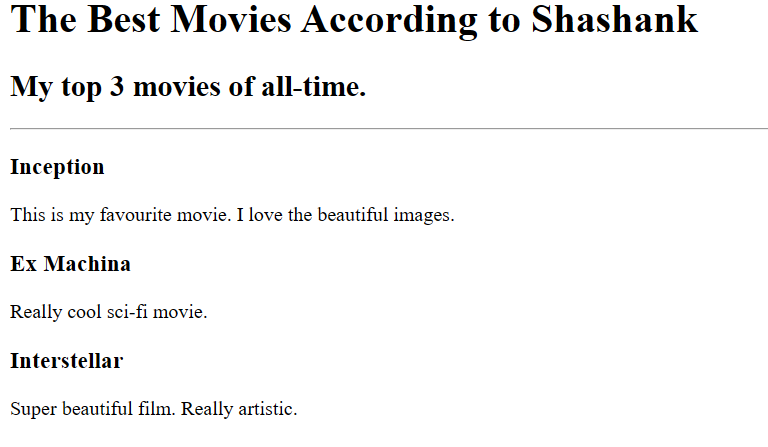 The Best Movies According to Shashank
My top 3 movies of all-time.
Inception
This is my favourite movie. I love the beautiful images.
Ex Machina
Really cool sci-fi movie.
Interstellar
Super beautiful film. Really artistic.